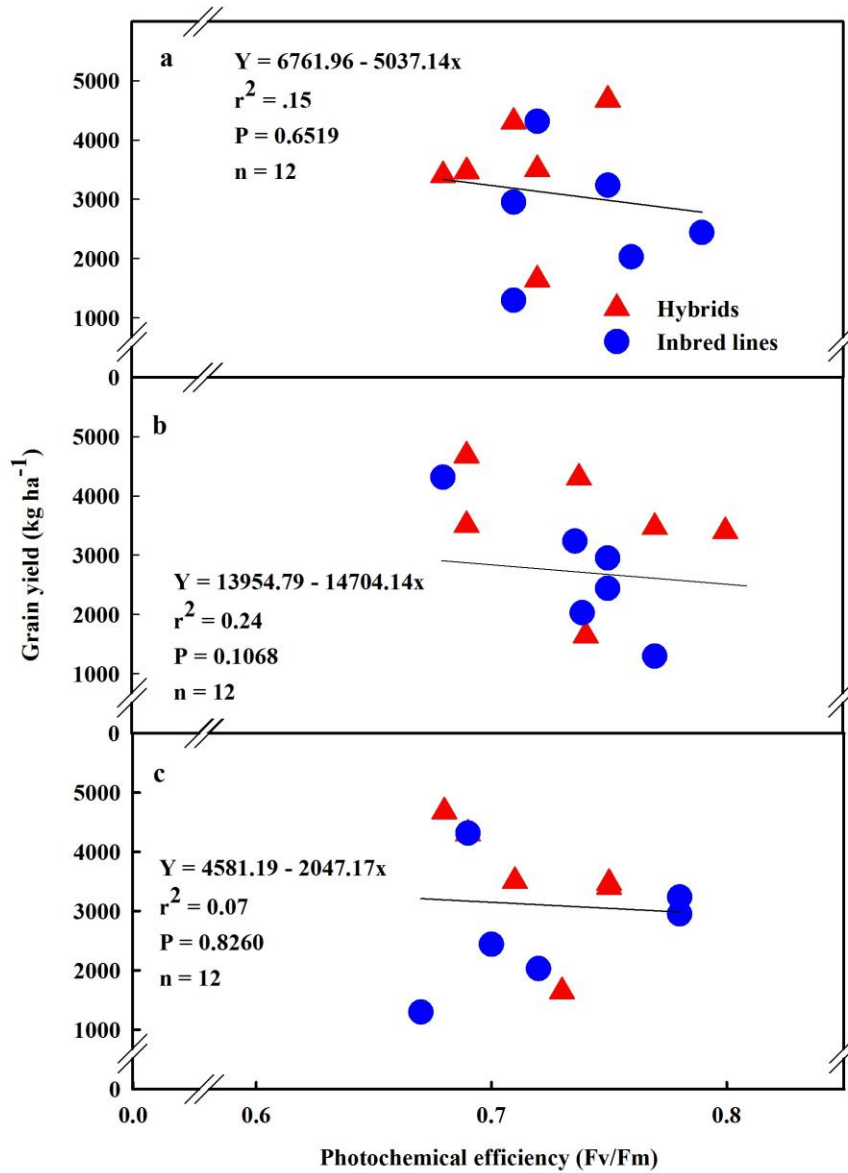 a
Y = 6761.96 - 5037.14x
r² = .15
P = 0.6519
n = 12
5000
4000
3000
2000
1000
0
Hybrids
Inbred lines
b
5000
4000
3000
2000
1000
0
Y = 13954.79 - 14704.14x
r² = 0.24
P = 0.1068
n = 12
c
5000
4000
3000
2000
1000
0
Y = 4581.19 - 2047.17x
r² = 0.07
P = 0.8260
n = 12
Grain yield (kg ha⁻¹)
0.0 0.6 0.7 0.8
Photochemical efficiency (Fv/Fm)